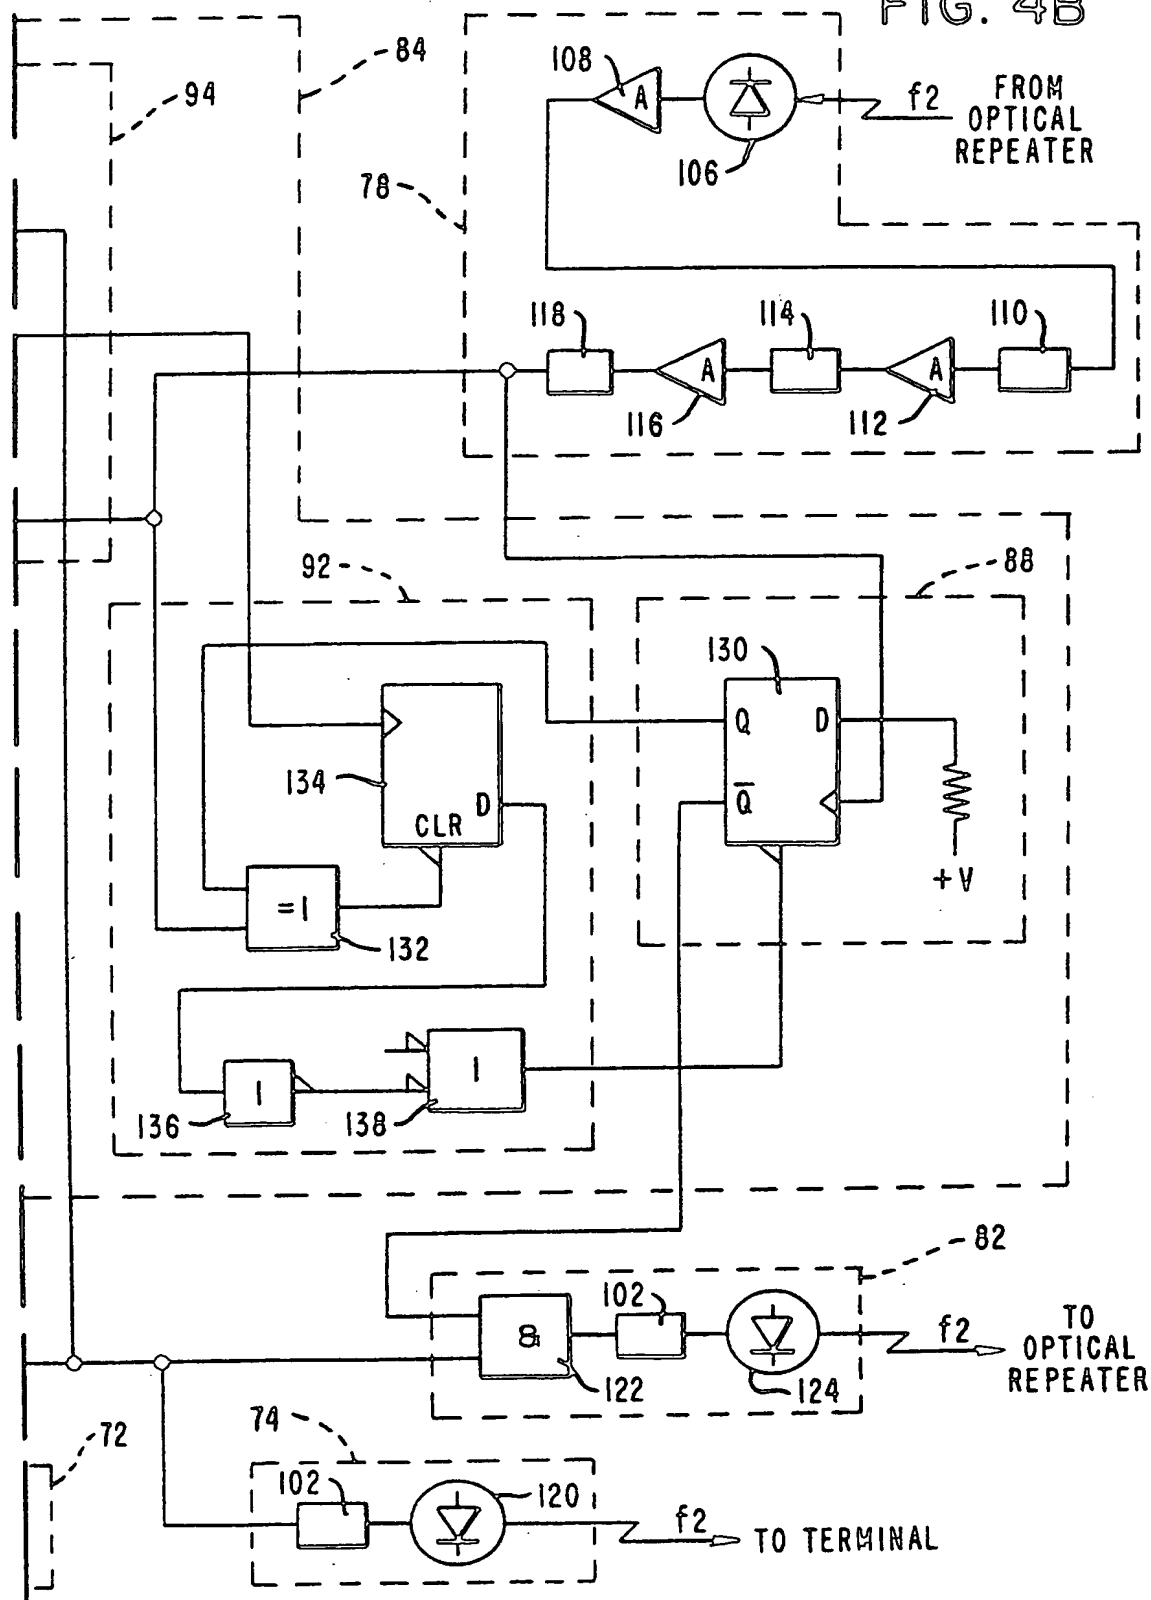 FIG. 4B
84
94
108
A
f2
FROM
OPTICAL
REPEATER
106
78
118
114
110
A
A
116
112
92
88
130
Q
D
134
D
Q̅
CLR
+V
=1
132
1
1
136
138
82
102
&
f2
TO
OPTICAL
REPEATER
122
124
74
72
102
120
f2
TO TERMINAL